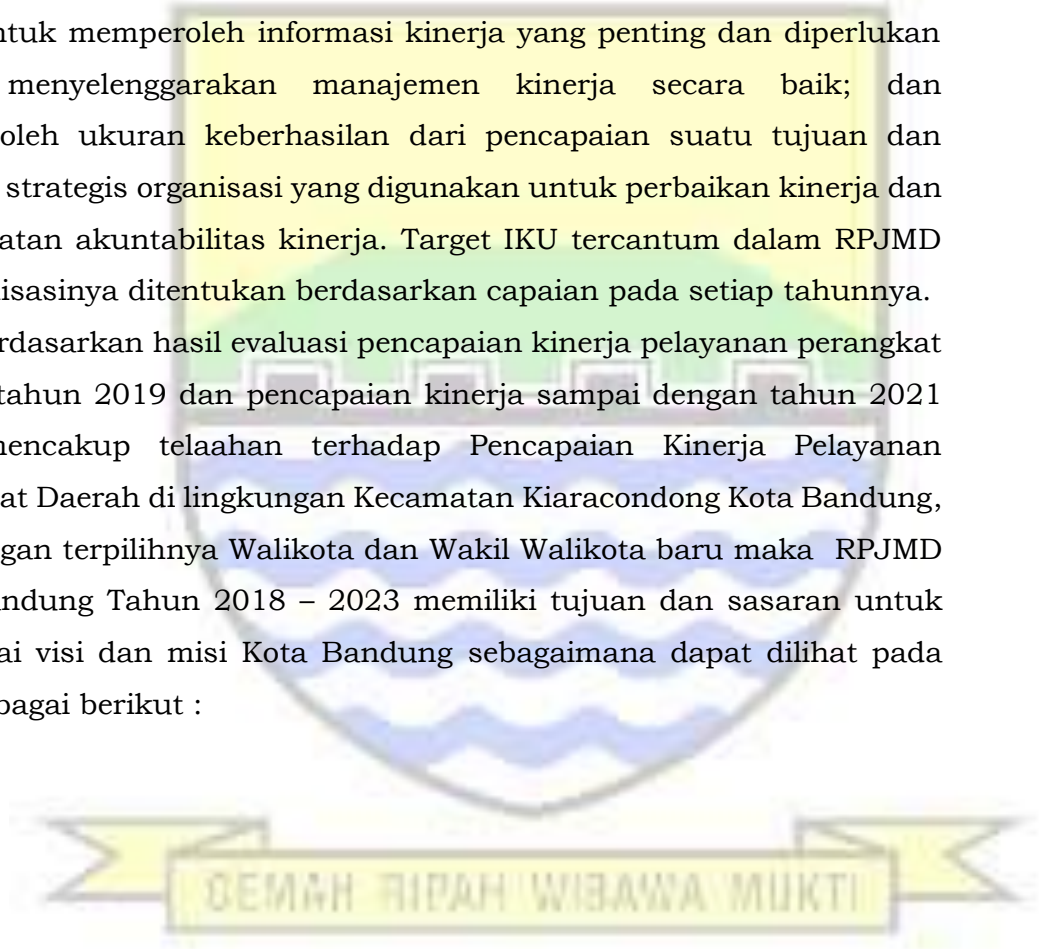 ntuk memperoleh informasi kinerja yang penting dan diperlukan
menyelenggarakan manajemen kinerja secara baik; dan
oleh ukuran keberhasilan dari pencapaian suatu tujuan dan
strategis organisasi yang digunakan untuk perbaikan kinerja dan
atan akuntabilitas kinerja. Target IKU tercantum dalam RPJMD
lisasinya ditentukan berdasarkan capaian pada setiap tahunnya.
erdasarkan hasil evaluasi pencapaian kinerja pelayanan perangkat
tahun 2019 dan pencapaian kinerja sampai dengan tahun 2021
mencakup telaahan terhadap Pencapaian Kinerja Pelayanan
at Daerah di lingkungan Kecamatan Kiaracondong Kota Bandung,
ngan terpilihnya Walikota dan Wakil Walikota baru maka RPJMD
andung Tahun 2018 – 2023 memiliki tujuan dan sasaran untuk
ai visi dan misi Kota Bandung sebagaimana dapat dilihat pada
bagai berikut :
GEMAH RIPAH WIBAWA MUKTI